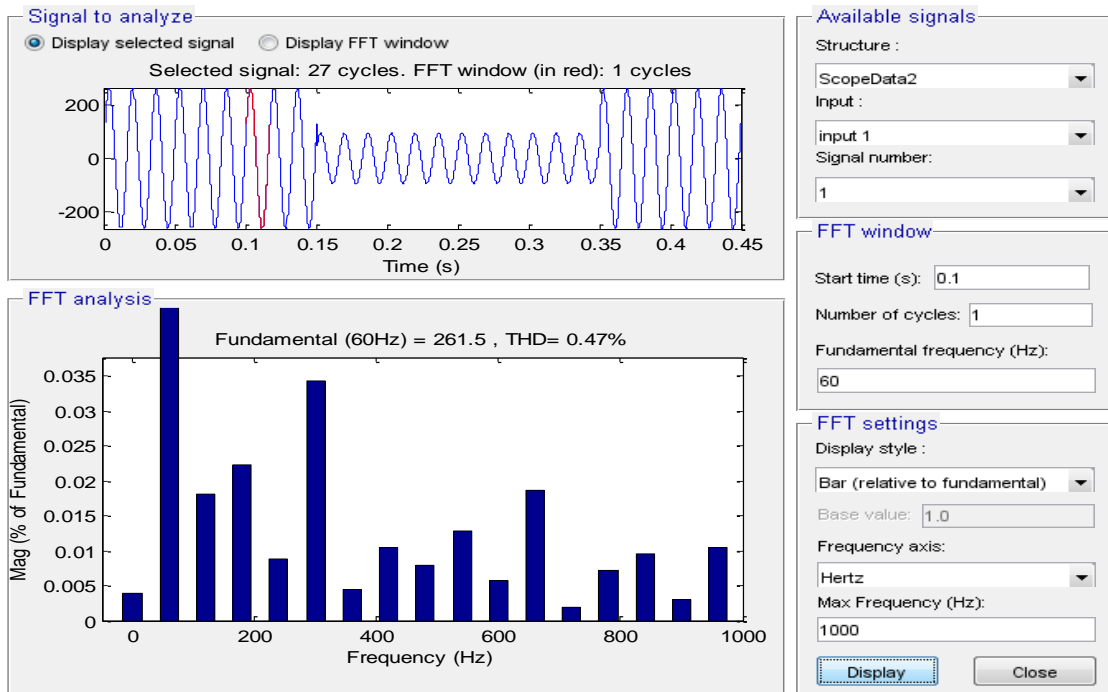 Signal to analyze
Display selected signal
Display FFT window
Selected signal: 27 cycles. FFT window (in red): 1 cycles
200
0
-200
0
0.05
0.1
0.15
0.2
0.25
0.3
0.35
0.4
0.45
Time (s)
FFT analysis
Fundamental (60Hz) = 261.5 , THD= 0.47%
Mag (% of Fundamental)
0.035
0.03
0.025
0.02
0.015
0.01
0.005
0
0
200
400
600
800
1000
Frequency (Hz)
Available signals
Structure :
ScopeData2
Input :
input 1
Signal number:
1
FFT window
Start time (s): 0.1
Number of cycles: 1
Fundamental frequency (Hz):
60
FFT settings
Display style :
Bar (relative to fundamental)
Base value: 1.0
Frequency axis:
Hertz
Max Frequency (Hz):
1000
Display
Close